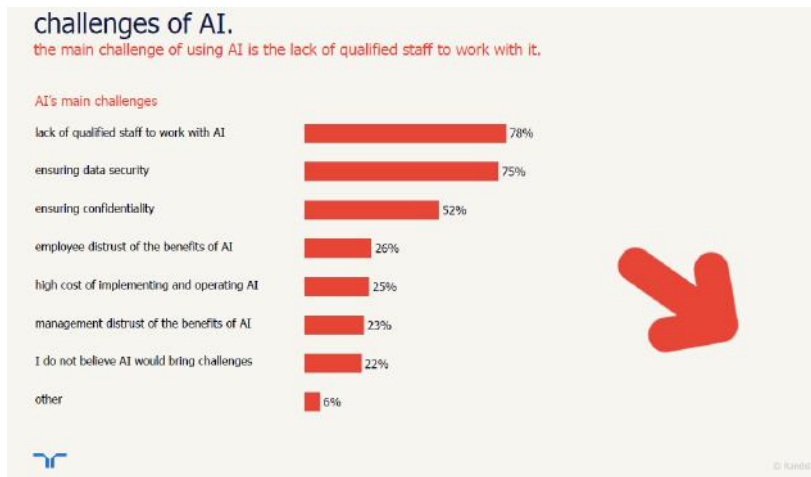 challenges of AI.
the main challenge of using AI is the lack of qualified staff to work with it.
AI's main challenges
lack of qualified staff to work with AI 78%
ensuring data security 75%
ensuring confidentiality 52%
employee distrust of the benefits of AI 26%
high cost of implementing and operating AI 25%
management distrust of the benefits of AI 23%
I do not believe AI would bring challenges 22%
other 6%